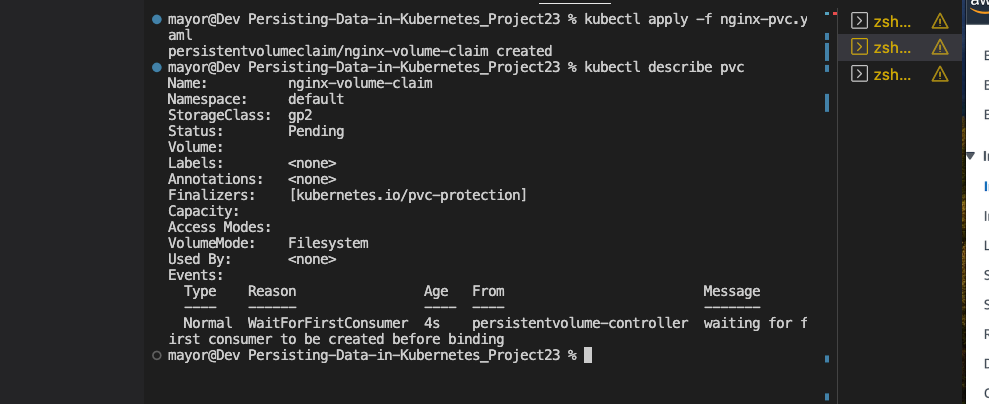 mayor@Dev Persisting-Data-in-Kubernetes_Project23 % kubectl apply -f nginx-pvc.y
aml
persistentvolumeclaim/nginx-volume-claim created
mayor@Dev Persisting-Data-in-Kubernetes_Project23 % kubectl describe pvc
Name:          nginx-volume-claim
Namespace:     default
StorageClass:  gp2
Status:        Pending
Volume:
Labels:        <none>
Annotations:   <none>
Finalizers:    [kubernetes.io/pvc-protection]
Capacity:
Access Modes:
VolumeMode:    Filesystem
Used By:       <none>
Events:
  Type    Reason                Age   From                         Message
  ----    ------                ----  ----                         -------
  Normal  WaitForFirstConsumer  4s    persistentvolume-controller  waiting for f
irst consumer to be created before binding
mayor@Dev Persisting-Data-in-Kubernetes_Project23 %
zsh...
zsh...
zsh...